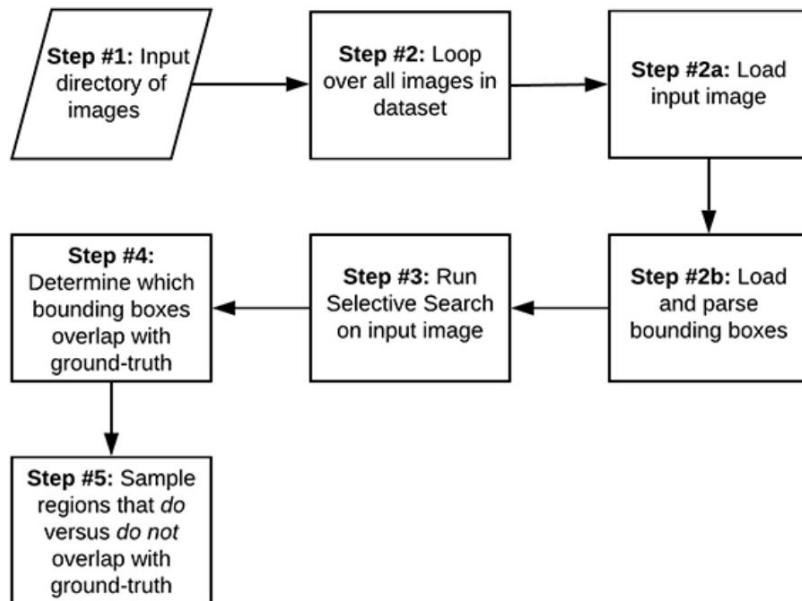 Step #1: Input
directory of
images
Step #2: Loop
over all images in
dataset
Step #2a: Load
input image
Step #2b: Load
and parse
bounding boxes
Step #3: Run
Selective Search
on input image
Step #4:
Determine which
bounding boxes
overlap with
ground-truth
Step #5: Sample
regions that do
versus do not
overlap with
ground-truth